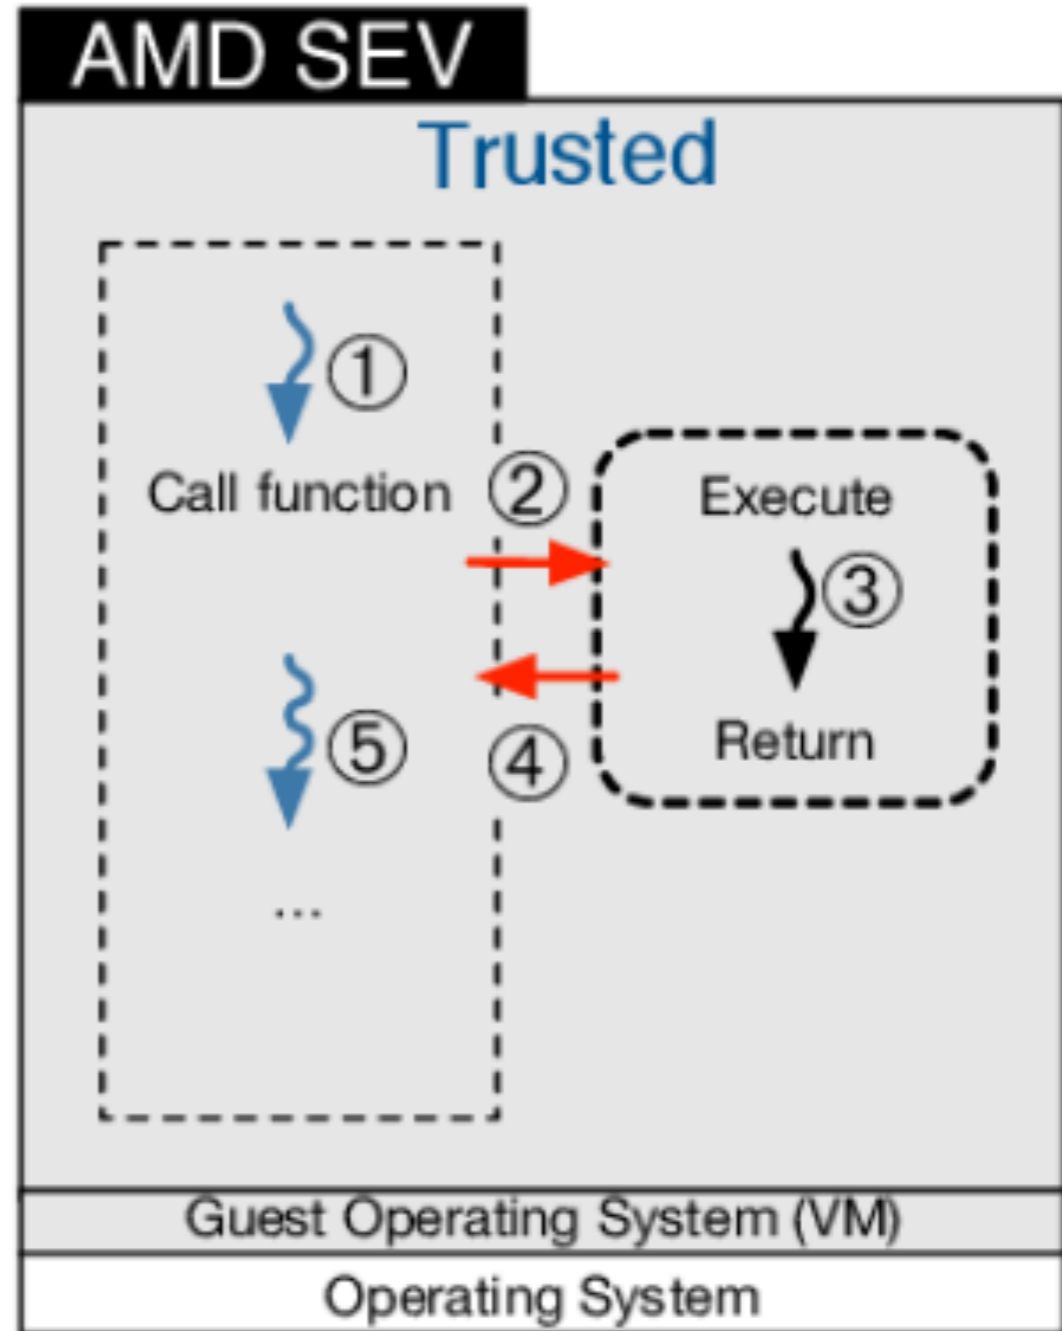 AMD SEV
Trusted
①
Call function
②
Execute
③
Return
④
⑤
...
Guest Operating System (VM)
Operating System